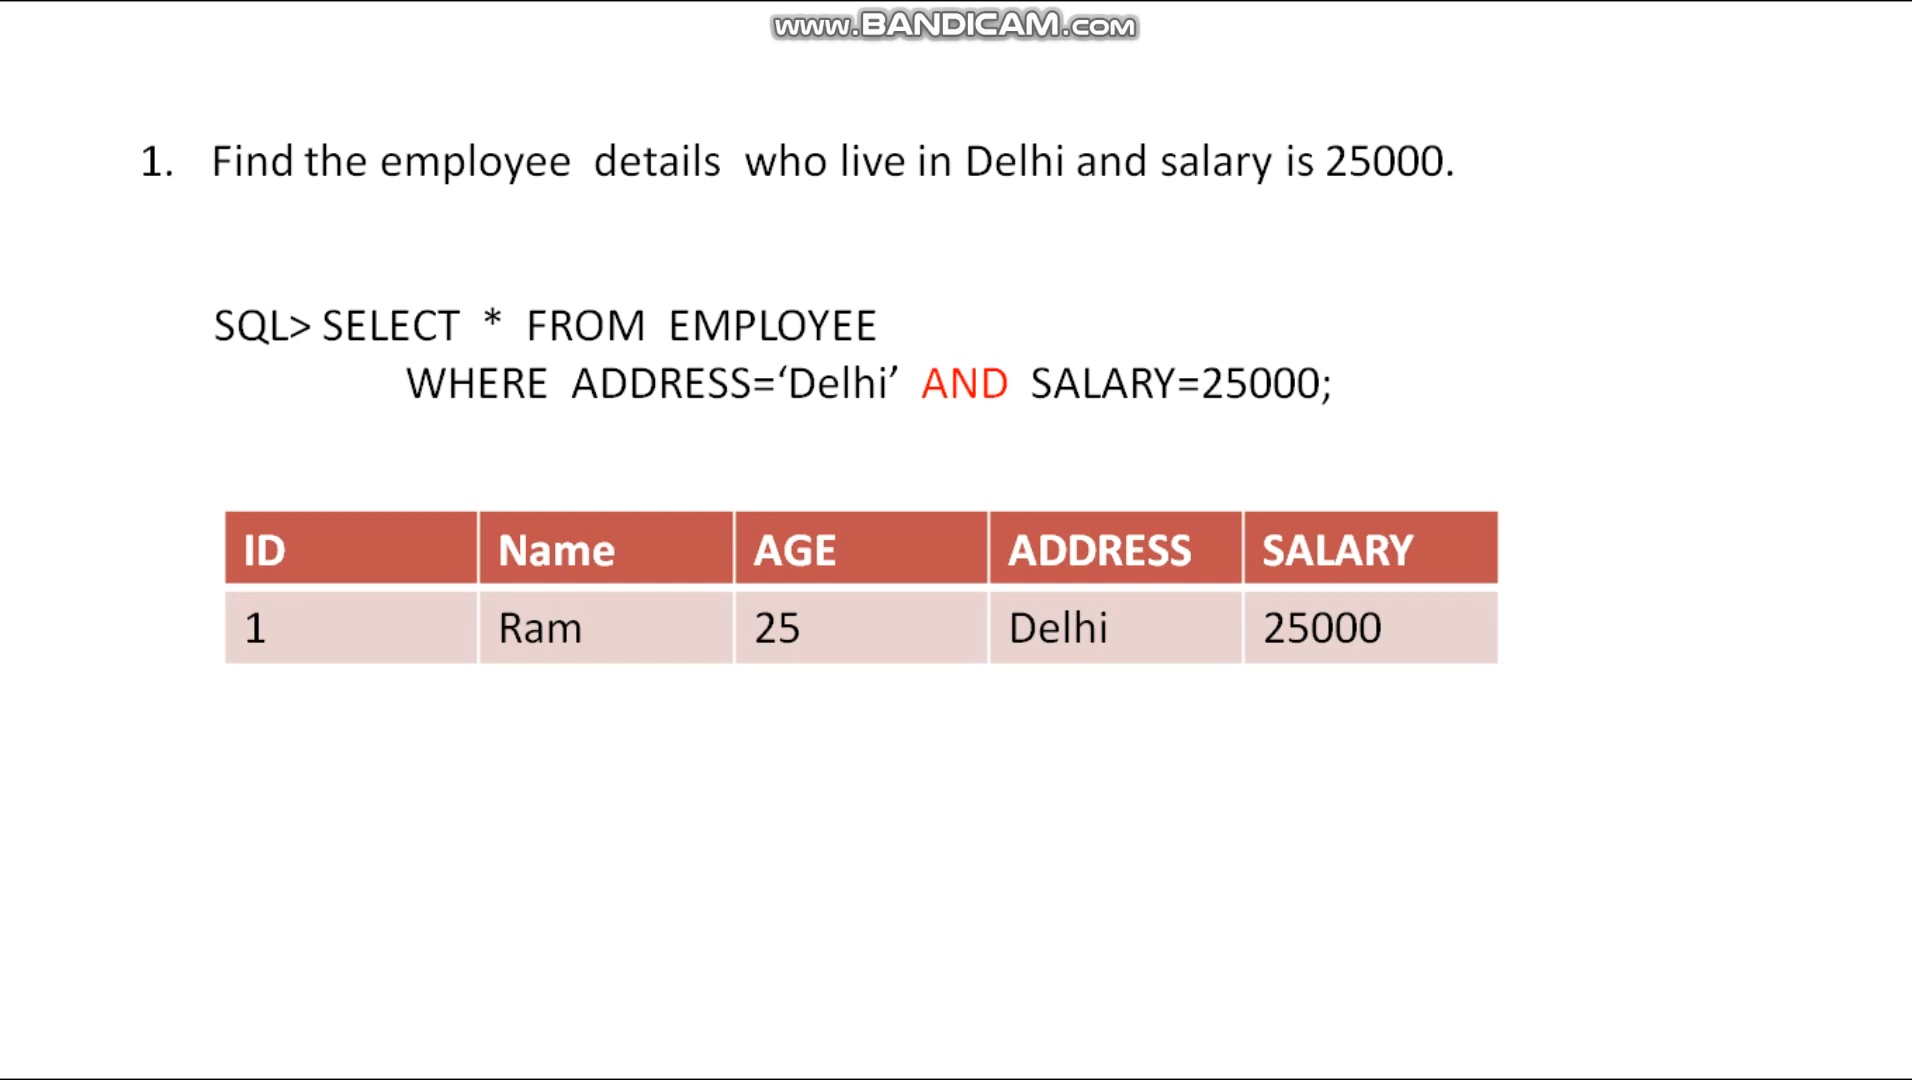 www.BANDICAM.com
1. Find the employee details who live in Delhi and salary is 25000.
SQL> SELECT * FROM EMPLOYEE
WHERE ADDRESS=‘Delhi’ AND SALARY=25000;
ID Name AGE ADDRESS SALARY
1 Ram 25 Delhi 25000